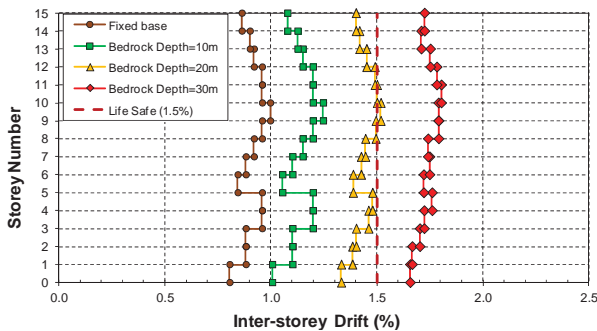 15
14
13
12
11
10
9
8
7
6
5
4
3
2
1
0
Storey Number
Fixed base
Bedrock Depth=10m
Bedrock Depth=20m
Bedrock Depth=30m
Life Safe (1.5%)
0.0 0.5 1.0 1.5 2.0 2.5
Inter-storey Drift (%)